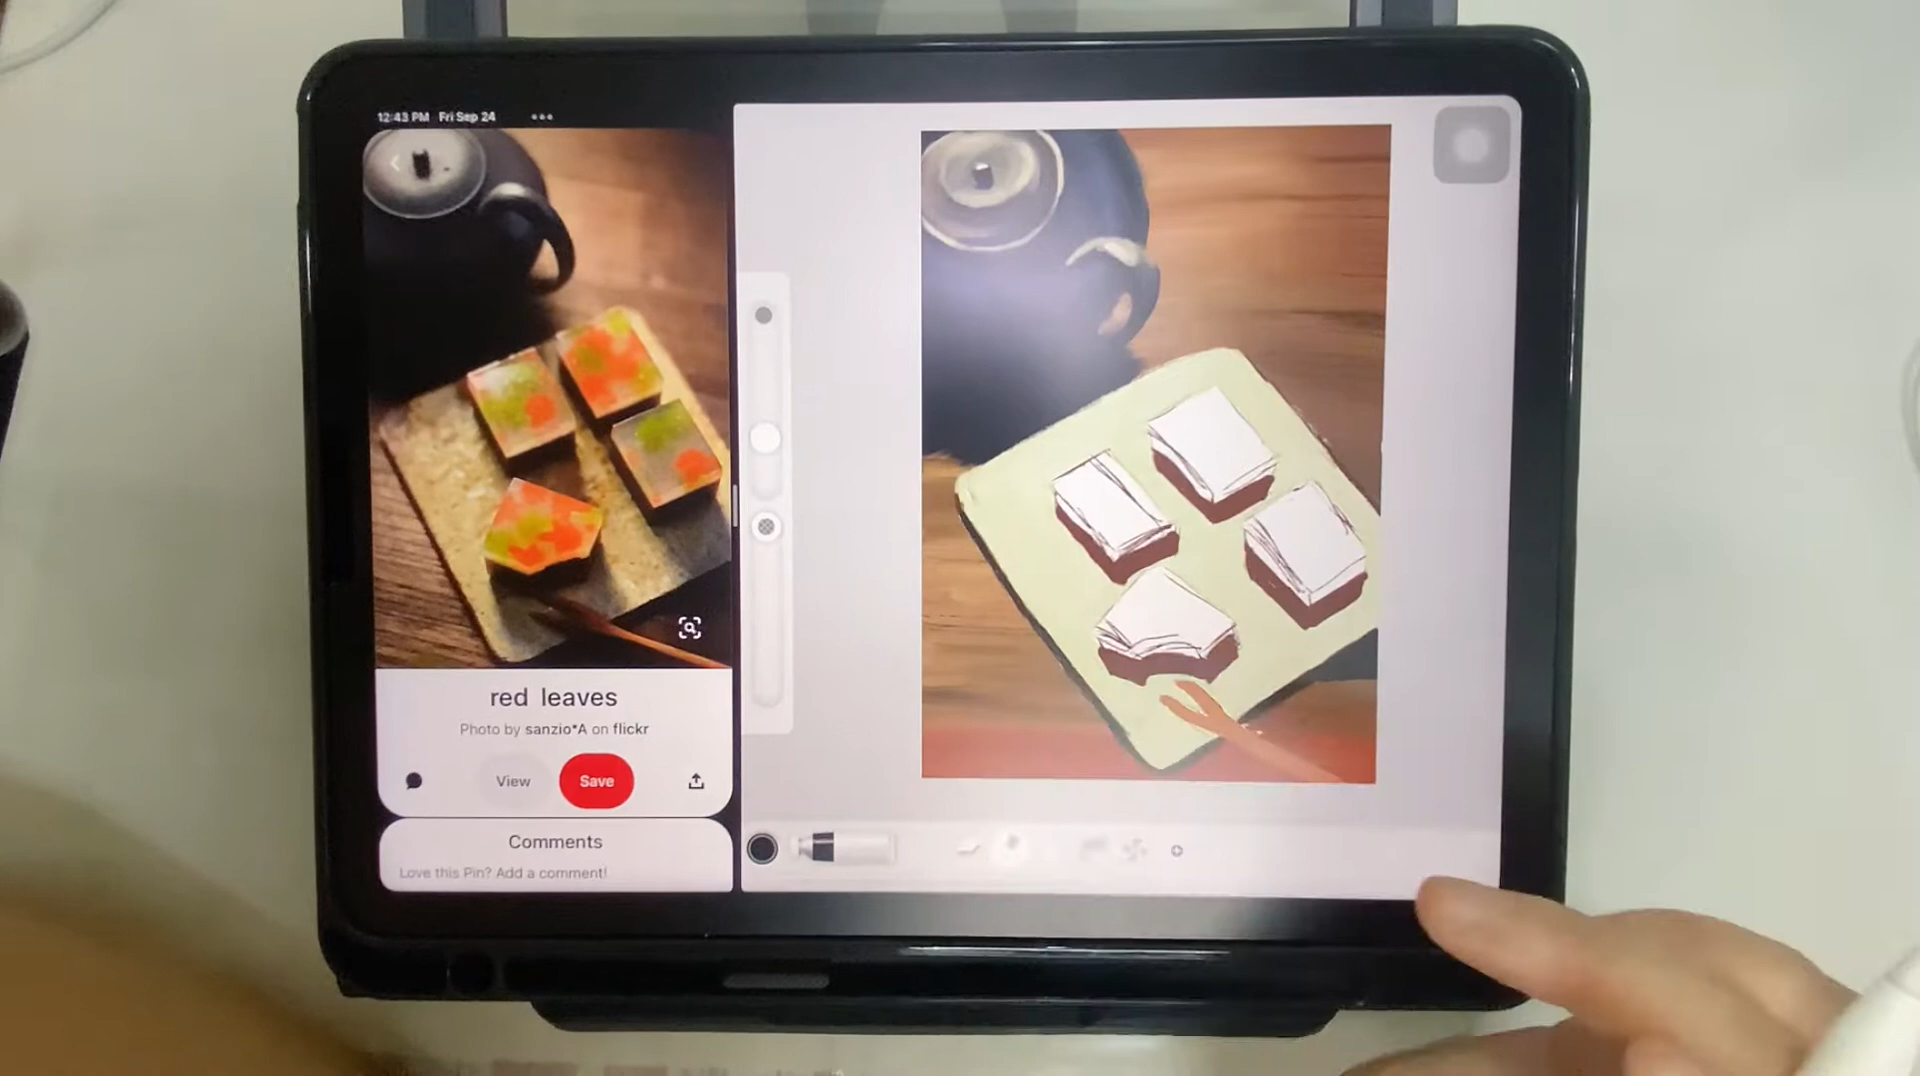 12:43 PM Fri Sep 24
red leaves
Photo by sanzio*A on flickr
View
Save
Comments
Love this Pin? Add a comment!